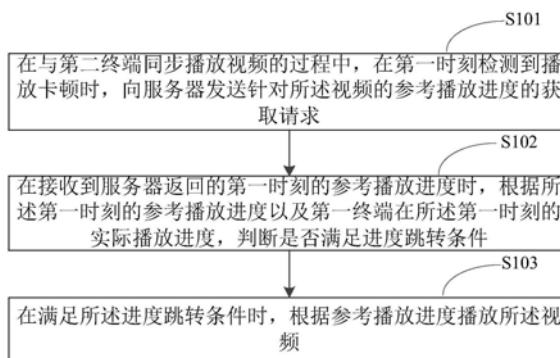 S101
在与第二终端同步播放视频的过程中，在第一时刻检测到播
放卡顿时，向服务器发送针对所述视频的参考播放进度的获
取请求
S102
在接收到服务器返回的第一时刻的参考播放进度时，根据所
述第一时刻的参考播放进度以及第一终端在所述第一时刻的
实际播放进度，判断是否满足进度跳转条件
S103
在满足所述进度跳转条件时，根据参考播放进度播放所述视
频